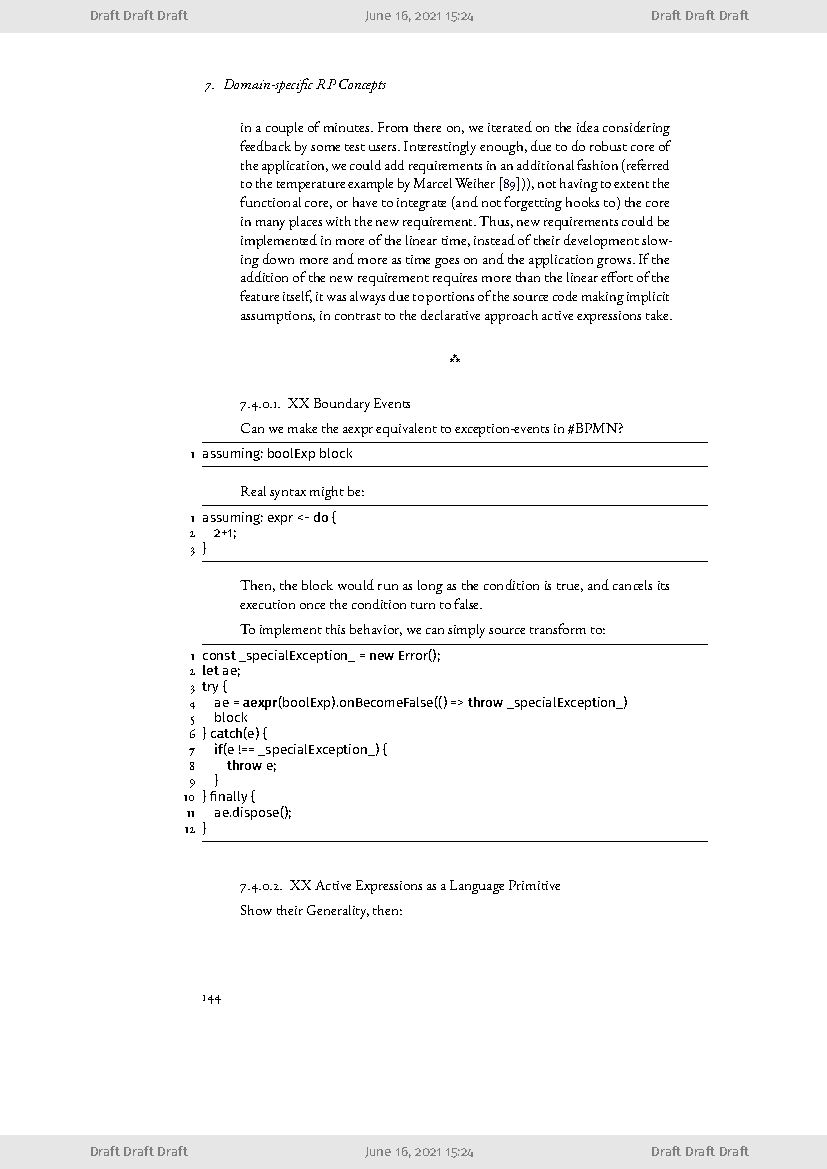 Draft Draft Draft June 16, 2021 15:24 Draft Draft Draft
7. Domain-specific RP Concepts
in a couple of minutes. From there on, we iterated on the idea considering
feedback by some test users. Interestingly enough, due to do robust core of
the application, we could add requirements in an additional fashion (referred
to the temperature example by Marcel Weiher [89])), not having to extent the
functional core, or have to integrate (and not forgetting hooks to) the core
in many places with the new requirement. Thus, new requirements could be
implemented in more of the linear time, instead of their development slow-
ing down more and more as time goes on and the application grows. If the
addition of the new requirement requires more than the linear effort of the
feature itself, it was always due to portions of the source code making implicit
assumptions, in contrast to the declarative approach active expressions take.
⁂
7.4.0.1. XX Boundary Events
Can we make the aexpr equivalent to exception-events in #BPMN?
1 assuming: boolExp block
Real syntax might be:
1 assuming: expr <- do {
2 2+1;
3 }
Then, the block would run as long as the condition is true, and cancels its
execution once the condition turn to false.
To implement this behavior, we can simply source transform to:
1 const _specialException_ = new Error();
2 let ae;
3 try {
4 ae = aexpr(boolExp).onBecomeFalse(() => throw _specialException_)
5 block
6 } catch(e) {
7 if(e !== _specialException_) {
8 throw e;
9 }
10 } finally {
11 ae.dispose();
12 }
7.4.0.2. XX Active Expressions as a Language Primitive
Show their Generality, then:
144
Draft Draft Draft June 16, 2021 15:24 Draft Draft Draft